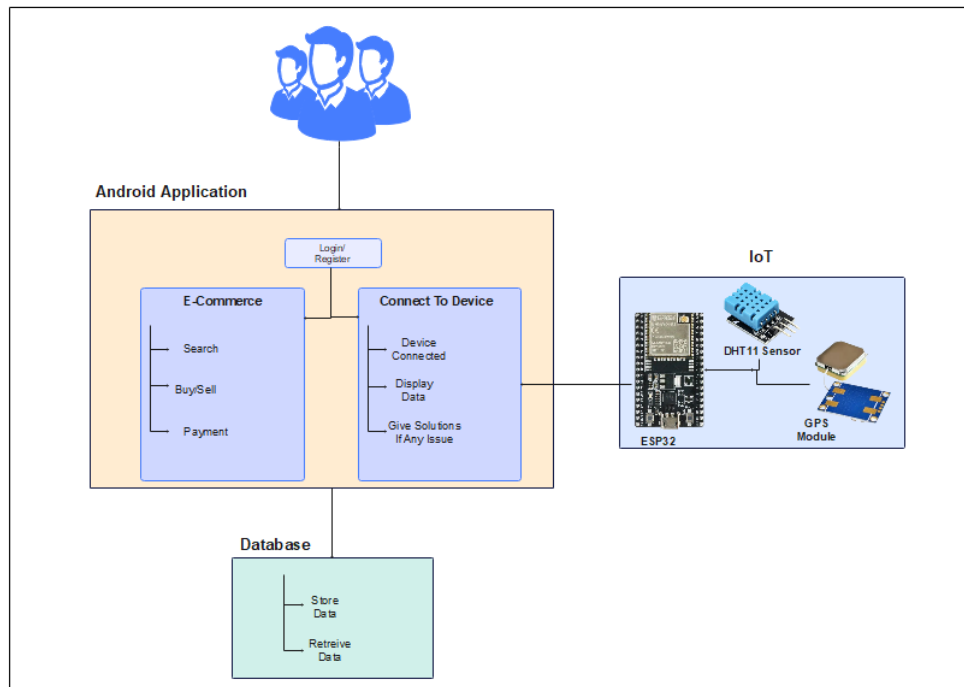 Android Application
Login/
Register
E-Commerce
Search
Buy/Sell
Payment
Connect To Device
Device
Connected
Display
Data
Give Solutions
If Any Issue
IoT
DHT11 Sensor
ESP32
GPS
Module
Database
Store
Data
Retreive
Data